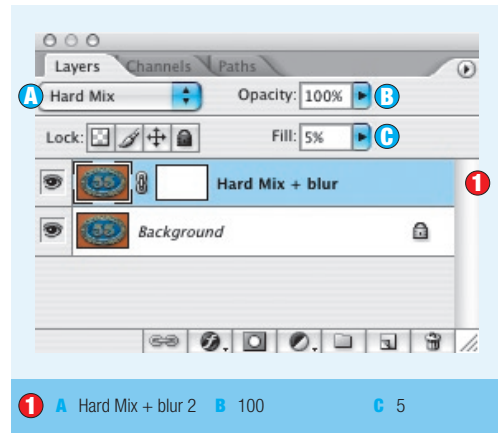 Layers Channels Paths
A Hard Mix Opacity: 100% B
Lock: Fill: 5% C
55 Hard Mix + blur 1
55 Background
1 A Hard Mix + blur 2 B 100 C 5